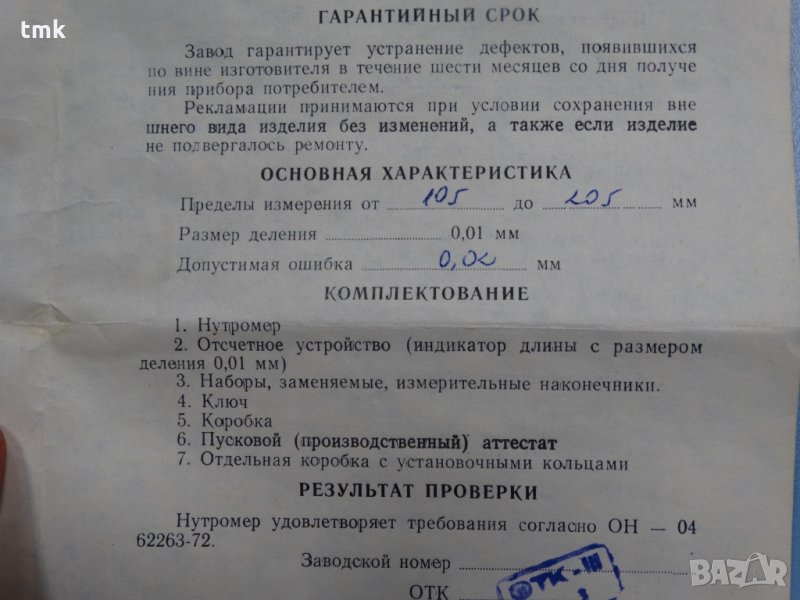 tmk
ГАРАНТИЙНЫЙ СРОК
Завод гарантирует устранение дефектов, появившихся
по вине изготовителя в течение шести месяцев со дня получе
ния прибора потребителем.
Рекламации принимаются при условии сохранения вне
шнего вида изделия без изменений, а также если изделие
не подвергалось ремонту.
ОСНОВНАЯ ХАРАКТЕРИСТИКА
Пределы измерения от 105 до 205 мм
Размер деления 0,01 мм
Допустимая ошибка 0,02 мм
КОМПЛЕКТОВАНИЕ
1. Нутромер
2. Отсчетное устройство (индикатор длины с размером
деления 0,01 мм)
3. Наборы, заменяемые, измерительные наконечники.
4. Ключ
5. Коробка
6. Пусковой (производственный) аттестат
7. Отдельная коробка с установочными кольцами
РЕЗУЛЬТАТ ПРОВЕРКИ
Нутромер удовлетворяет требования согласно ОН — 04
62263-72.
Заводской номер
ОТК
ОТК-III
3
BAZAR